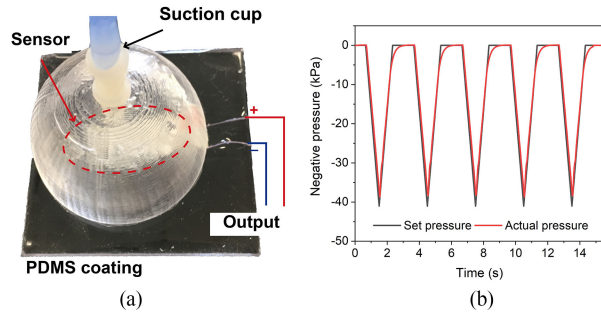 Suction cup
Sensor
+
−
Output
PDMS coating
(a)
Negative pressure (kPa)
0
-10
-20
-30
-40
-50
Set pressure
Actual pressure
0 2 4 6 8 10 12 14
Time (s)
(b)